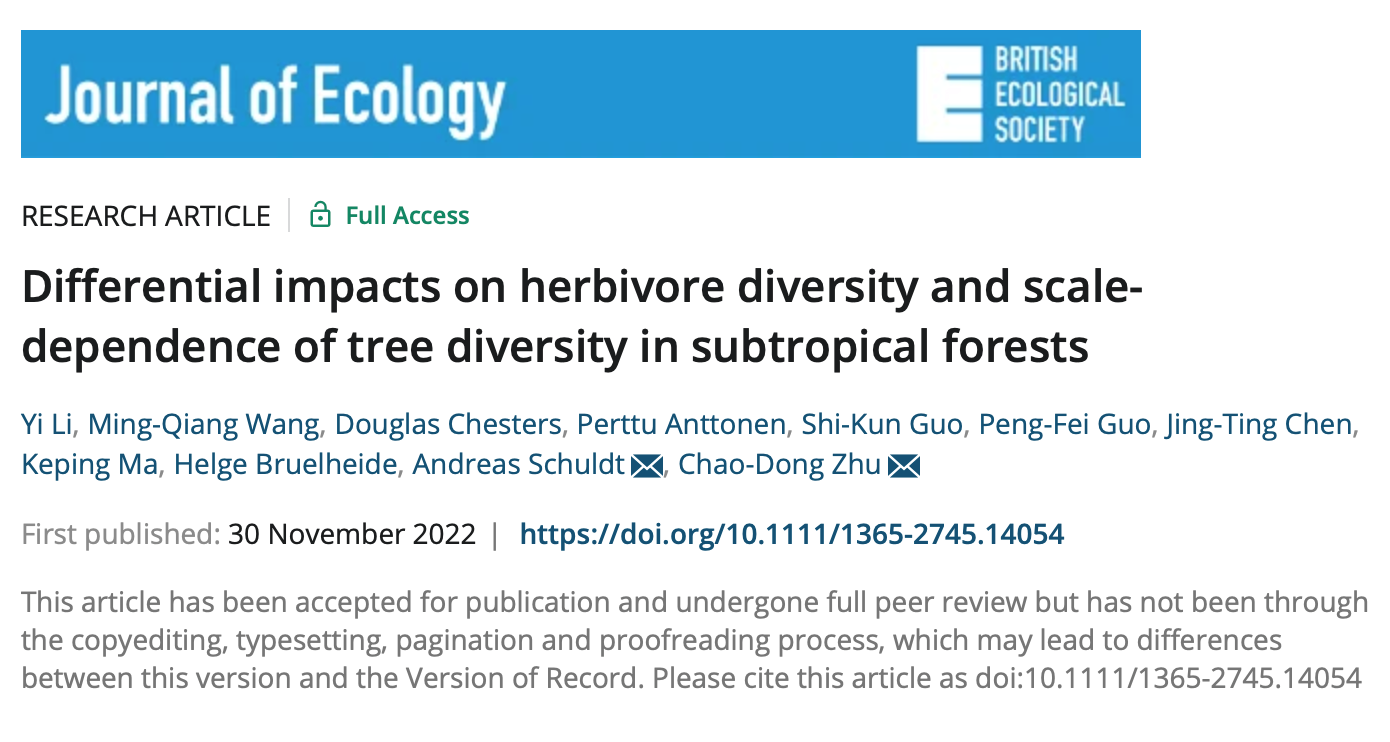 Journal of Ecology
BRITISH
ECOLOGICAL
SOCIETY
RESEARCH ARTICLE | Full Access
Differential impacts on herbivore diversity and scale-
dependence of tree diversity in subtropical forests
Yi Li, Ming-Qiang Wang, Douglas Chesters, Perttu Anttonen, Shi-Kun Guo, Peng-Fei Guo, Jing-Ting Chen,
Keping Ma, Helge Bruelheide, Andreas Schuldt, Chao-Dong Zhu
First published: 30 November 2022 | https://doi.org/10.1111/1365-2745.14054
This article has been accepted for publication and undergone full peer review but has not been through
the copyediting, typesetting, pagination and proofreading process, which may lead to differences
between this version and the Version of Record. Please cite this article as doi:10.1111/1365-2745.14054